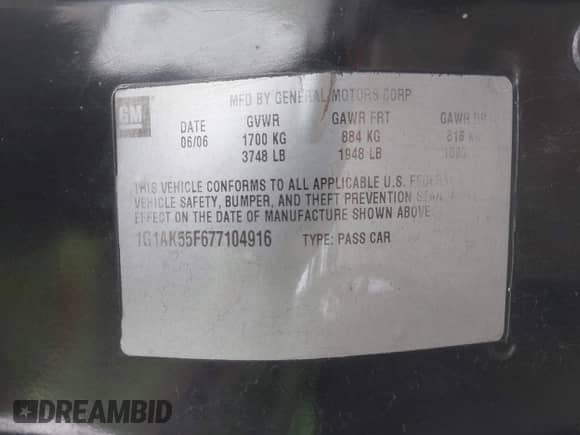 GM
MFD BY GENERAL MOTORS CORP
DATE GVWR GAWR FRT GAWR
06/06 1700 KG 884 KG 816
3748 LB 1948 LB
THIS VEHICLE CONFORMS TO ALL APPLICABLE U.S.
VEHICLE SAFETY, BUMPER, AND THEFT PREVENTION
EFFECT ON THE DATE OF MANUFACTURE SHOWN ABOVE.
1G1AK55F677104916 TYPE: PASS CAR
DREAMBID